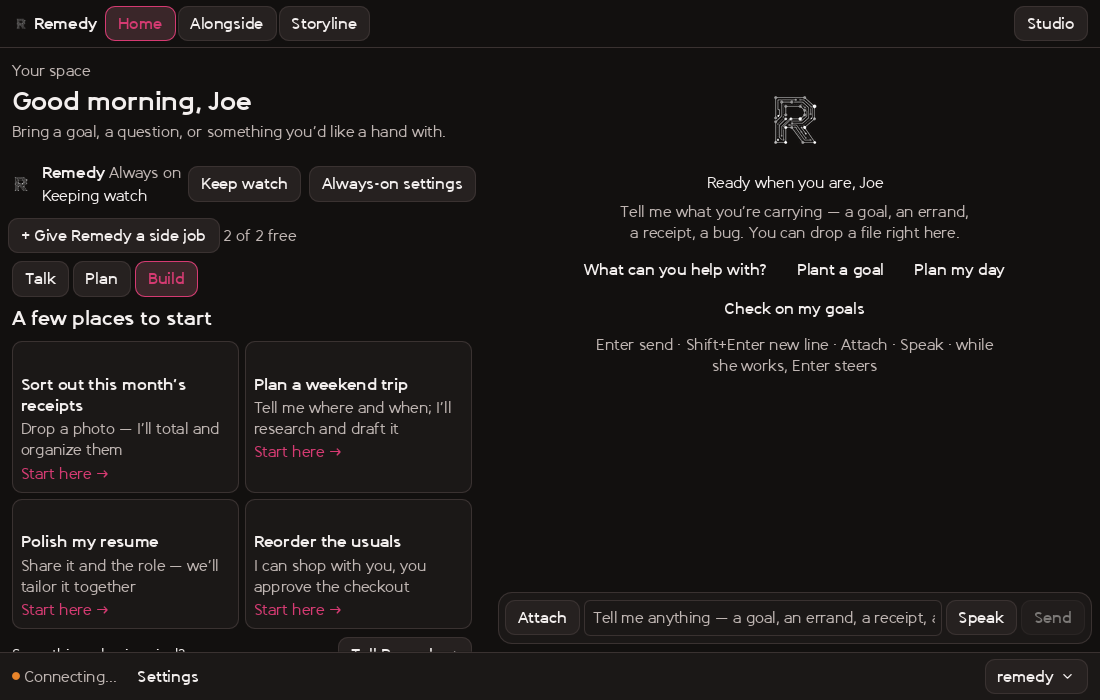 Remedy Home Alongside Storyline Studio
Your space
Good morning, Joe
Bring a goal, a question, or something you'd like a hand with.
Remedy Always on
Keeping watch
Keep watch
Always-on settings
+ Give Remedy a side job 2 of 2 free
Talk Plan Build
A few places to start
Sort out this month's
receipts
Drop a photo — I'll total and
organize them
Start here →
Plan a weekend trip
Tell me where and when; I'll
research and draft it
Start here →
Polish my resume
Share it and the role — we'll
tailor it together
Start here →
Reorder the usuals
I can shop with you, you
approve the checkout
Start here →
R
Ready when you are, Joe
Tell me what you're carrying — a goal, an errand,
a receipt, a bug. You can drop a file right here.
What can you help with? Plant a goal Plan my day
Check on my goals
Enter send · Shift+Enter new line · Attach · Speak · while
she works, Enter steers
Attach Tell me anything — a goal, an errand, a receipt, Speak Send
Connecting... Settings remedy